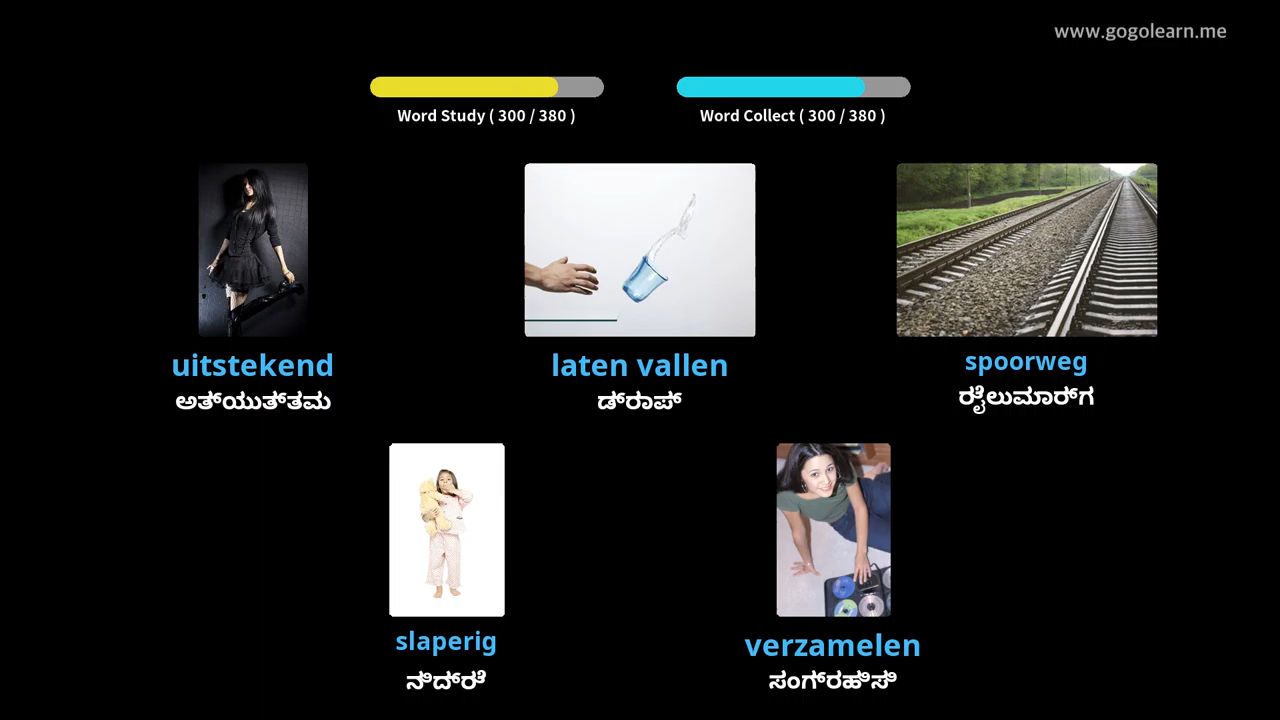 www.gogolearn.me
Word Study ( 300 / 380 )
Word Collect ( 300 / 380 )
uitstekend
ಅತ್‌ಯುತ್‌ತಮ
laten vallen
ಡ್‌ರಾಪ್
spoorweg
ರೈಲುಮಾರ್‌ಗ
slaperig
ನಿದ್‌ರೆ
verzamelen
ಸಂಗ್‌ರಹಿಸಿ